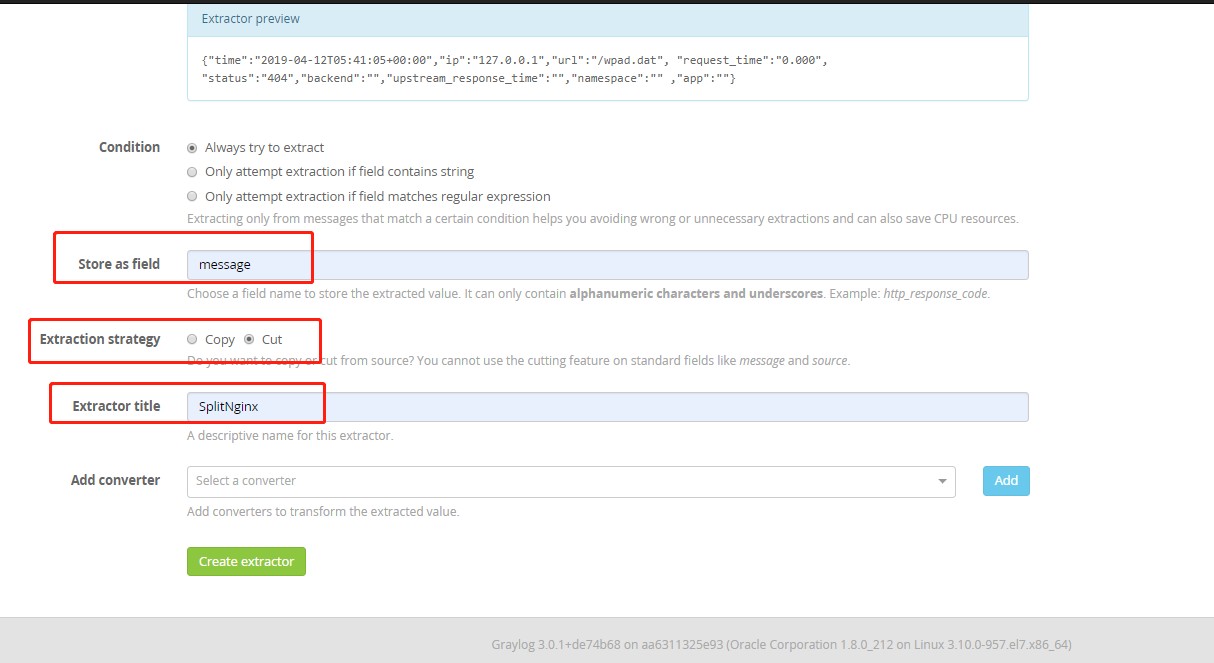 Extractor preview
{"time":"2019-04-12T05:41:05+00:00","ip":"127.0.0.1","url":"/wpad.dat", "request_time":"0.000",
"status":"404","backend":"","upstream_response_time":"","namespace":"" ,"app":""}
Condition
Always try to extract
Only attempt extraction if field contains string
Only attempt extraction if field matches regular expression
Extracting only from messages that match a certain condition helps you avoiding wrong or unnecessary extractions and can also save CPU resources.
Store as field message
Choose a field name to store the extracted value. It can only contain alphanumeric characters and underscores. Example: http_response_code.
Extraction strategy Copy Cut
Do you want to copy or cut from source? You cannot use the cutting feature on standard fields like message and source.
Extractor title SplitNginx
A descriptive name for this extractor.
Add converter Select a converter Add
Add converters to transform the extracted value.
Create extractor
Graylog 3.0.1+de74b68 on aa6311325e93 (Oracle Corporation 1.8.0_212 on Linux 3.10.0-957.el7.x86_64)